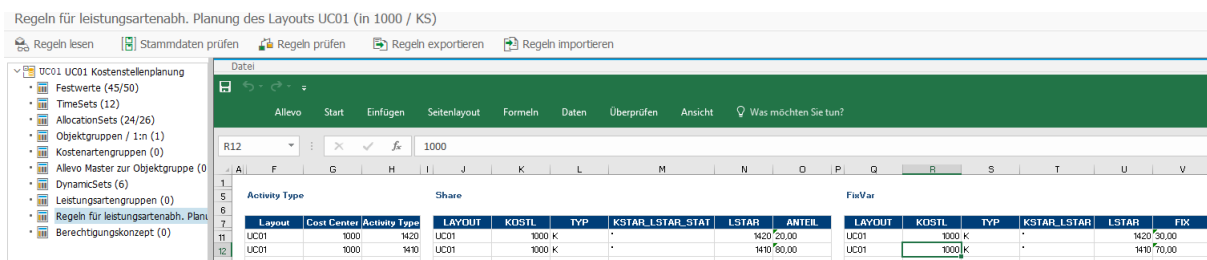 Regeln für leistungsartenabh. Planung des Layouts UC01 (in 1000 / KS)
Regeln lesen Stammdaten prüfen Regeln prüfen Regeln exportieren Regeln importieren
UC01 UC01 Kostenstellenplanung
Festwerte (45/50)
TimeSets (12)
AllocationSets (24/26)
Objektgruppen / 1:n (1)
Kostenartengruppen (0)
Allevo Master zur Objektgruppe (0
DynamicSets (6)
Leistungsartengruppen (0)
Regeln für leistungsartenabh. Planu
Berechtigungskonzept (0)
Datei
Allevo Start Einfügen Seitenlayout Formeln Daten Überprüfen Ansicht Was möchten Sie tun?
R12 fx 1000
A F G H I J K L M N O P Q R S T U V
1
5 Activity Type Share FixVar
6
7 Layout Cost Center Activity Type LAYOUT KOSTL TYP KSTAR_LSTAR_STAT LSTAR ANTEIL LAYOUT KOSTL TYP KSTAR_LSTAR LSTAR FIX
11 UC01 1000 1420 UC01 1000 K * 1420 20,00 UC01 1000 K * 1420 30,00
12 UC01 1000 1410 UC01 1000 K * 1410 80,00 UC01 1000 K * 1410 70,00